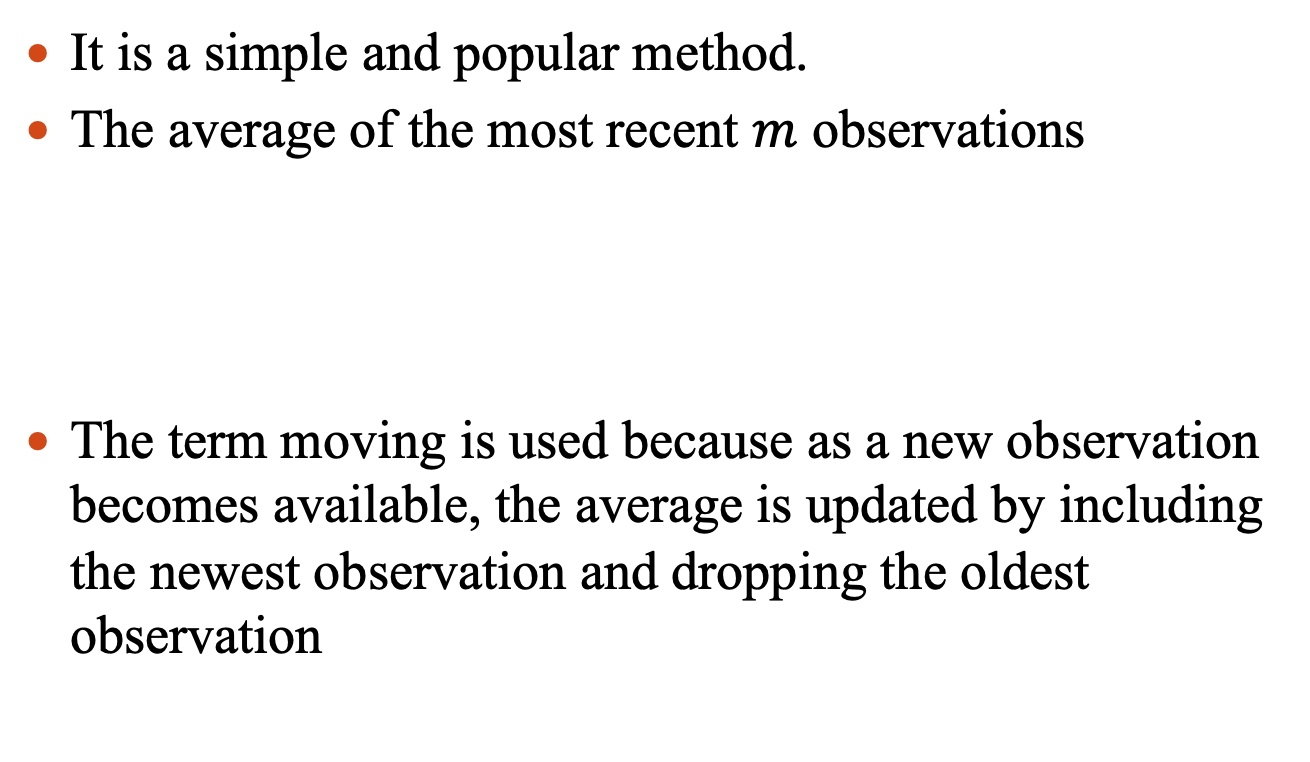 • It is a simple and popular method.
• The average of the most recent m observations
• The term moving is used because as a new observation
becomes available, the average is updated by including
the newest observation and dropping the oldest
observation